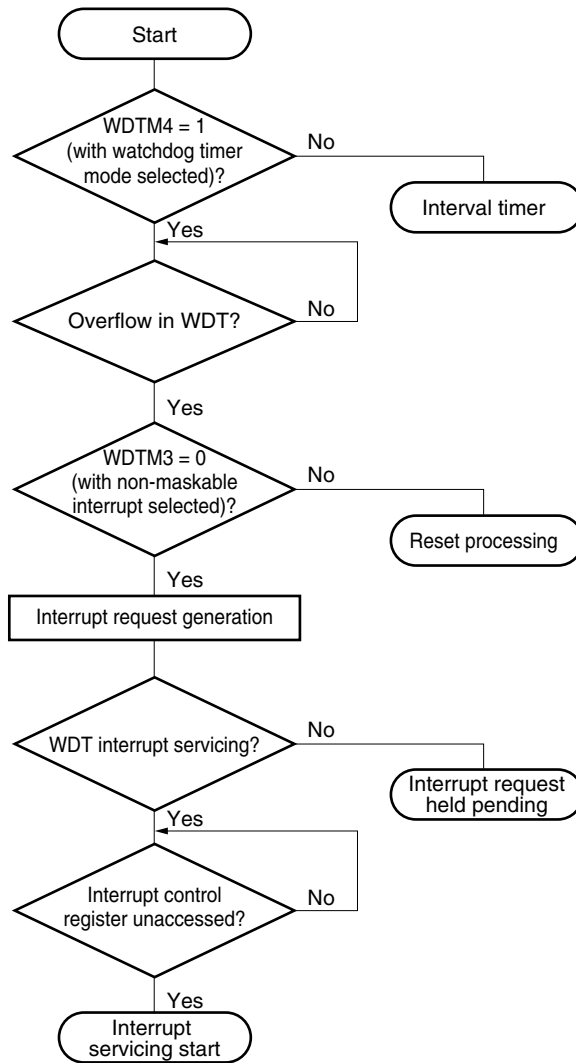 Start
WDTM4 = 1
(with watchdog timer
mode selected)?
No
Interval timer
Yes
Overflow in WDT?
No
Yes
WDTM3 = 0
(with non-maskable
interrupt selected)?
No
Reset processing
Yes
Interrupt request generation
WDT interrupt servicing?
No
Interrupt request
held pending
Yes
Interrupt control
register unaccessed?
No
Yes
Interrupt
servicing start